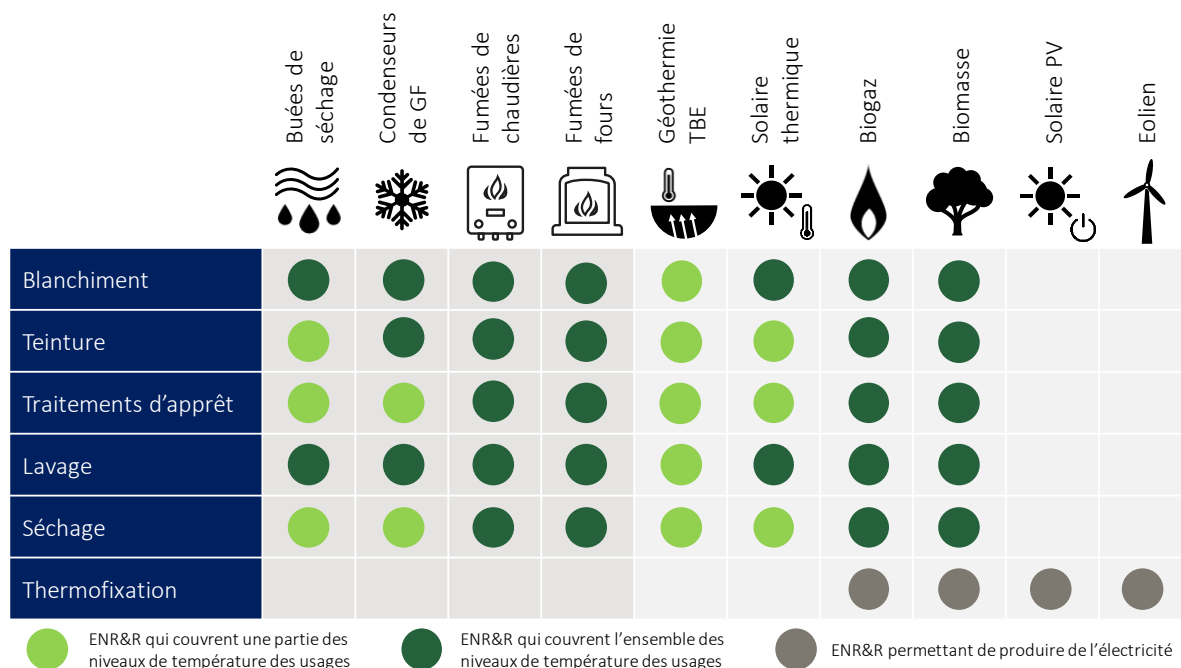 Buées de
séchage
Condenseurs
de GF
Fumées de
chaudières
Fumées de
fours
Géothermie
TBE
Solaire
thermique
Biogaz
Biomasse
Solaire PV
Eolien
Blanchiment
Teinture
Traitements d’apprêt
Lavage
Séchage
Thermofixation
ENR&R qui couvrent une partie des
niveaux de température des usages
ENR&R qui couvrent l’ensemble des
niveaux de température des usages
ENR&R permettant de produire de l’électricité